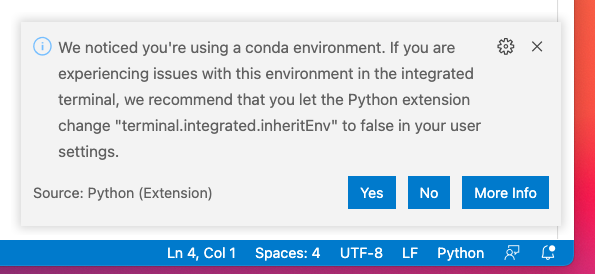 We noticed you're using a conda environment. If you are
experiencing issues with this environment in the integrated
terminal, we recommend that you let the Python extension
change "terminal.integrated.inheritEnv" to false in your user
settings.
Source: Python (Extension)
Yes
No
More Info
Ln 4, Col 1
Spaces: 4
UTF-8
LF
Python